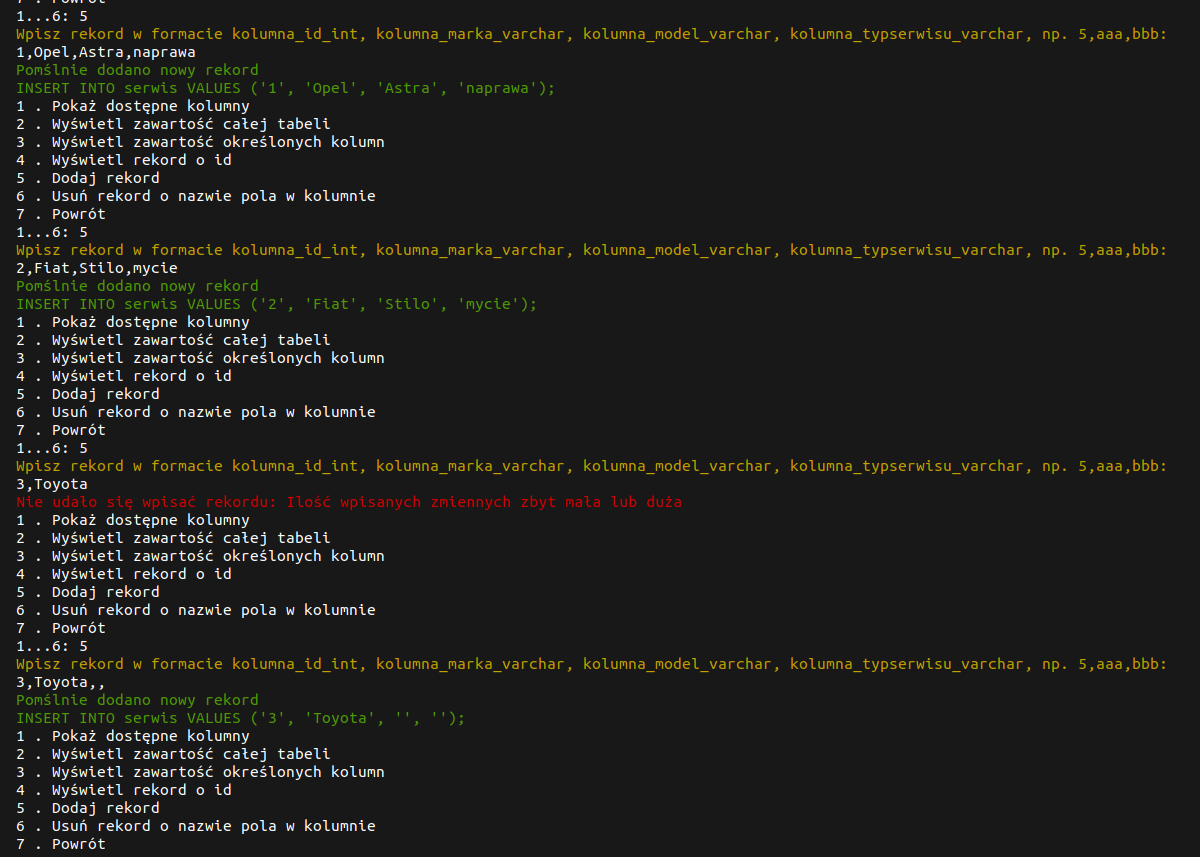 7 . Powrót
1...6: 5
Wpisz rekord w formacie kolumna_id_int, kolumna_marka_varchar, kolumna_model_varchar, kolumna_typserwisu_varchar, np. 5,aaa,bbb:
1,Opel,Astra,naprawa
Pomślnie dodano nowy rekord
INSERT INTO serwis VALUES ('1', 'Opel', 'Astra', 'naprawa');
1 . Pokaż dostępne kolumny
2 . Wyświetl zawartość całej tabeli
3 . Wyświetl zawartość określonych kolumn
4 . Wyświetl rekord o id
5 . Dodaj rekord
6 . Usuń rekord o nazwie pola w kolumnie
7 . Powrót
1...6: 5
Wpisz rekord w formacie kolumna_id_int, kolumna_marka_varchar, kolumna_model_varchar, kolumna_typserwisu_varchar, np. 5,aaa,bbb:
2,Fiat,Stilo,mycie
Pomślnie dodano nowy rekord
INSERT INTO serwis VALUES ('2', 'Fiat', 'Stilo', 'mycie');
1 . Pokaż dostępne kolumny
2 . Wyświetl zawartość całej tabeli
3 . Wyświetl zawartość określonych kolumn
4 . Wyświetl rekord o id
5 . Dodaj rekord
6 . Usuń rekord o nazwie pola w kolumnie
7 . Powrót
1...6: 5
Wpisz rekord w formacie kolumna_id_int, kolumna_marka_varchar, kolumna_model_varchar, kolumna_typserwisu_varchar, np. 5,aaa,bbb:
3,Toyota
Nie udało się wpisać rekordu: Ilość wpisanych zmiennych zbyt mała lub duża
1 . Pokaż dostępne kolumny
2 . Wyświetl zawartość całej tabeli
3 . Wyświetl zawartość określonych kolumn
4 . Wyświetl rekord o id
5 . Dodaj rekord
6 . Usuń rekord o nazwie pola w kolumnie
7 . Powrót
1...6: 5
Wpisz rekord w formacie kolumna_id_int, kolumna_marka_varchar, kolumna_model_varchar, kolumna_typserwisu_varchar, np. 5,aaa,bbb:
3,Toyota,,
Pomślnie dodano nowy rekord
INSERT INTO serwis VALUES ('3', 'Toyota', '', '');
1 . Pokaż dostępne kolumny
2 . Wyświetl zawartość całej tabeli
3 . Wyświetl zawartość określonych kolumn
4 . Wyświetl rekord o id
5 . Dodaj rekord
6 . Usuń rekord o nazwie pola w kolumnie
7 . Powrót